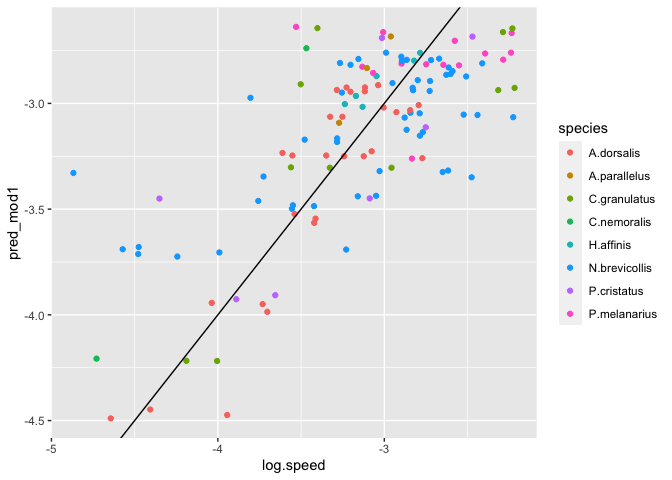 -3.0
-3.5
-4.0
-4.5
pred_mod1
-5
-4
-3
log.speed
species
A.dorsalis
A.parallelus
C.granulatus
C.nemoralis
H.affinis
N.brevicollis
P.cristatus
P.melanarius